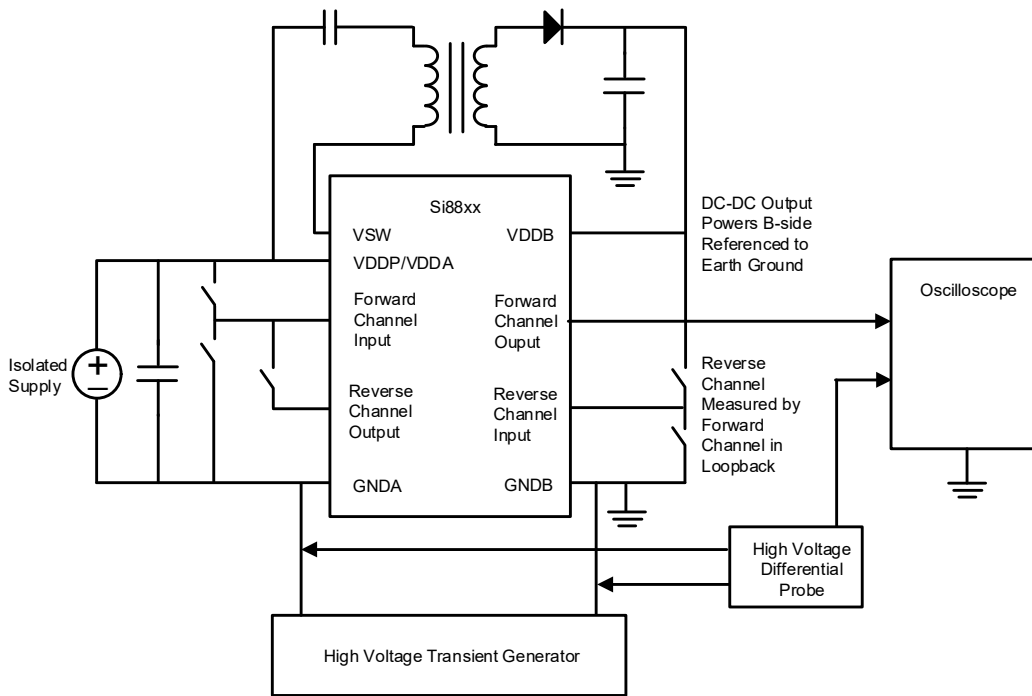 Si88xx
VSW
VDDB
VDDP/VDDA
DC-DC Output
Powers B-side
Referenced to
Earth Ground
Oscilloscope
Forward
Channel
Input
Forward
Channel
Ouput
Isolated
Supply
Reverse
Channel
Output
Reverse
Channel
Input
Reverse
Channel
Measured by
Forward
Channel in
Loopback
GNDA
GNDB
High Voltage
Differential
Probe
High Voltage Transient Generator